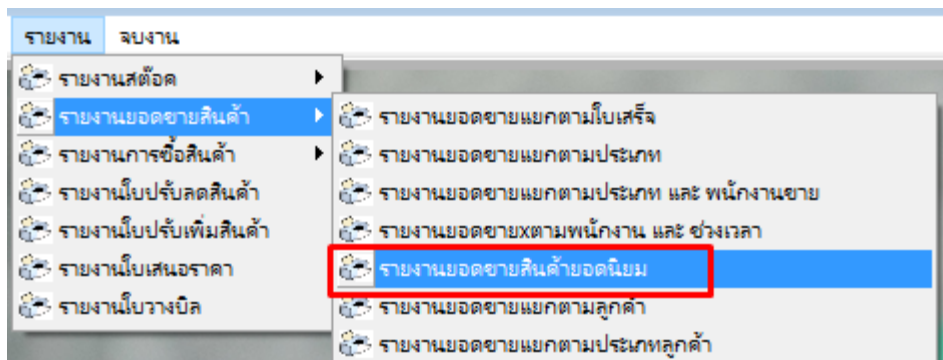 รายงาน จบงาน
รายงานสต๊อค
รายงานยอดขายสินค้า
รายงานการซื้อสินค้า
รายงานใบปรับลดสินค้า
รายงานใบปรับเพิ่มสินค้า
รายงานใบเสนอราคา
รายงานใบวางบิล
รายงานยอดขายแยกตามใบเสร็จ
รายงานยอดขายแยกตามประเภท
รายงานยอดขายแยกตามประเภท และ พนักงานขาย
รายงานยอดขายxตามพนักงาน และ ช่วงเวลา
รายงานยอดขายสินค้ายอดนิยม
รายงานยอดขายแยกตามลูกค้า
รายงานยอดขายแยกตามประเภทลูกค้า